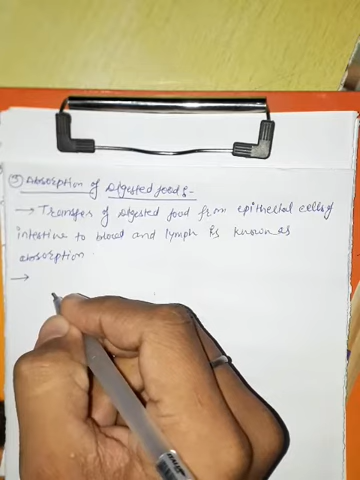 ③ Absorption of Digested food :-
→ Transfer of digested food from epithelial cells of
intestine to blood and lymph is known as
absorption.
→